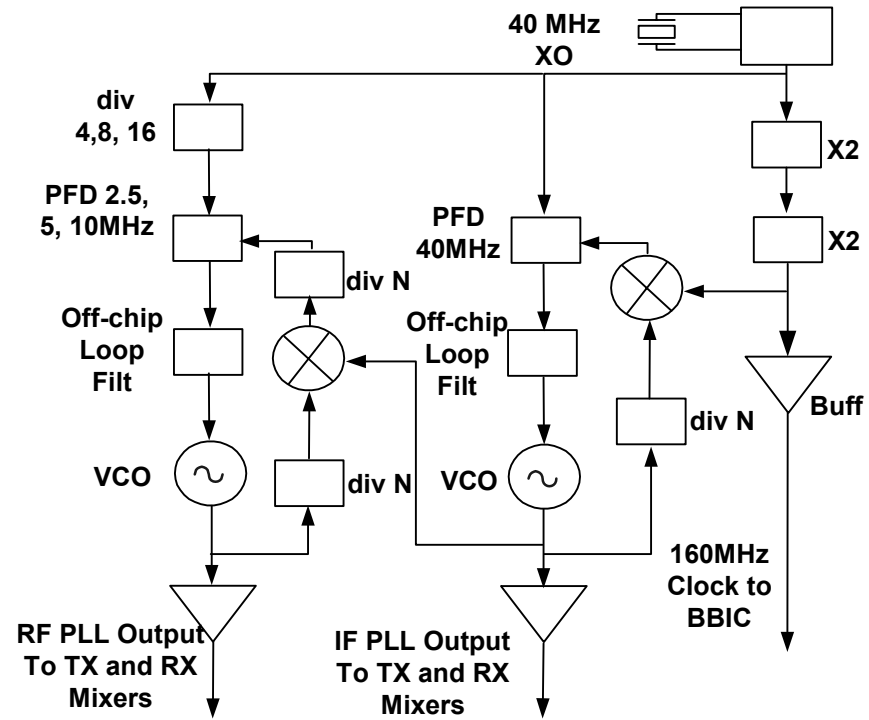 40 MHz
XO
div
4,8, 16
X2
PFD 2.5,
5, 10MHz
PFD
40MHz
X2
div N
Off-chip
Loop
Filt
Off-chip
Loop
Filt
Buff
div N
VCO
div N
VCO
160MHz
Clock to
BBIC
RF PLL Output
To TX and RX
Mixers
IF PLL Output
To TX and RX
Mixers